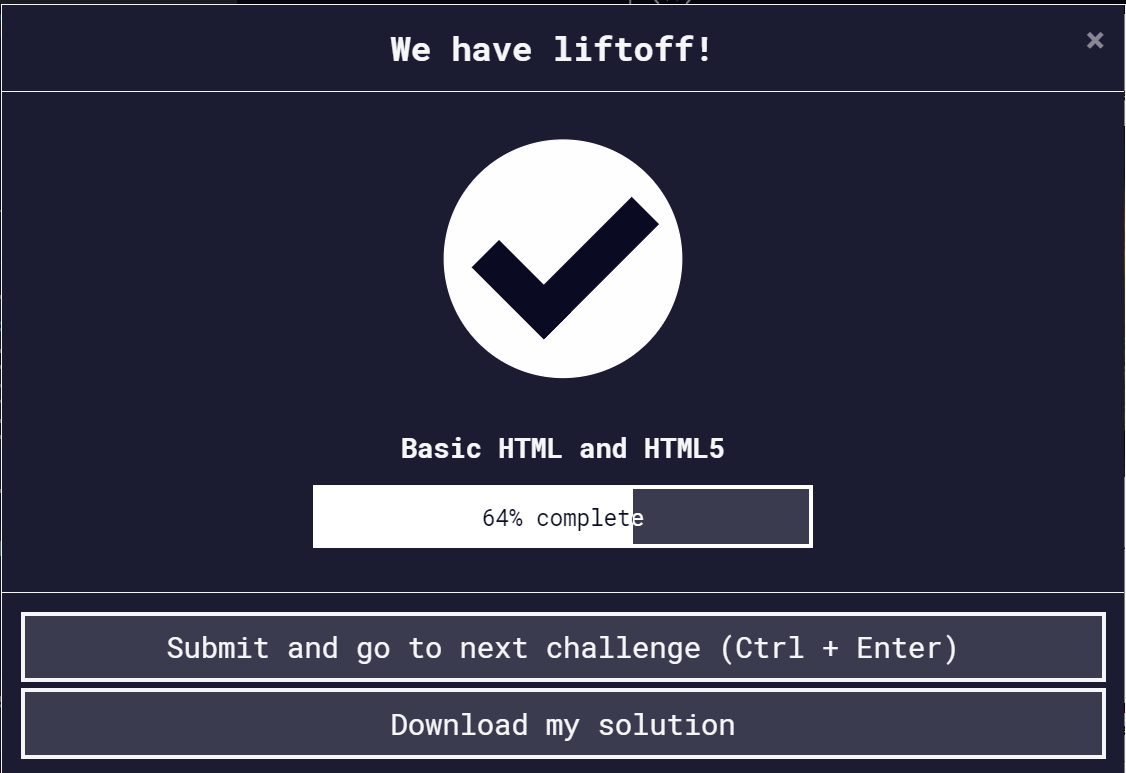 We have liftoff!
×
Basic HTML and HTML5
64% complete
Submit and go to next challenge (Ctrl + Enter)
Download my solution